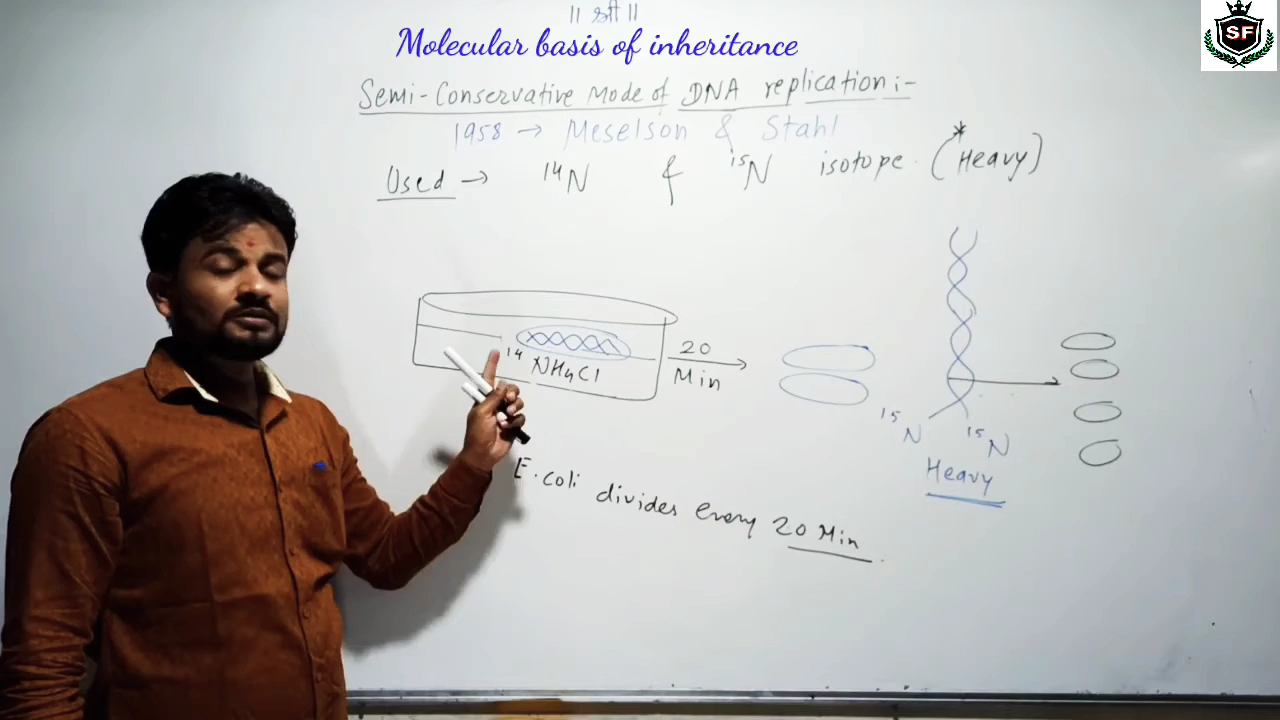 ॥ श्री ॥
SF
Molecular basis of inheritance
Semi-Conservative Mode of DNA replication :-
1958 → Meselson & Stahl
Used → ¹⁴N & ¹⁵N isotope. (Heavy)*
¹⁴NH4Cl
20
Min
¹⁵N ¹⁵N
Heavy
E.coli divides every 20 Min.